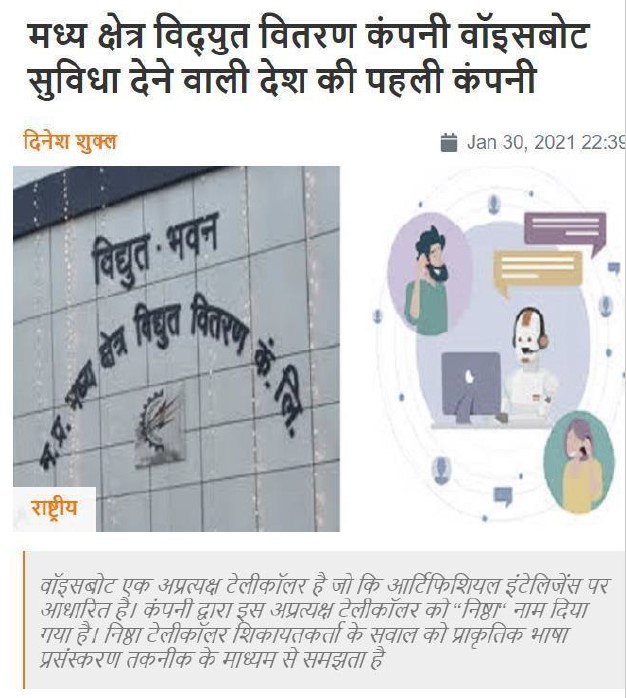 मध्य क्षेत्र विद्युत वितरण कंपनी वॉइसबोट
सुविधा देने वाली देश की पहली कंपनी
दिनेश शुक्ल
Jan 30, 2021 22:39
विद्युत-भवन
म.प्र. मध्य क्षेत्र विद्युत वितरण कं. लि.
राष्ट्रीय
वॉइसबोट एक अप्रत्यक्ष टेलीकॉलर है जो कि आर्टिफिशियल इंटेलिजेंस पर
आधारित है। कंपनी द्वारा इस अप्रत्यक्ष टेलीकॉलर को “निष्ठा“ नाम दिया
गया है। निष्ठा टेलीकॉलर शिकायतकर्ता के सवाल को प्राकृतिक भाषा
प्रसंस्करण तकनीक के माध्यम से समझता है